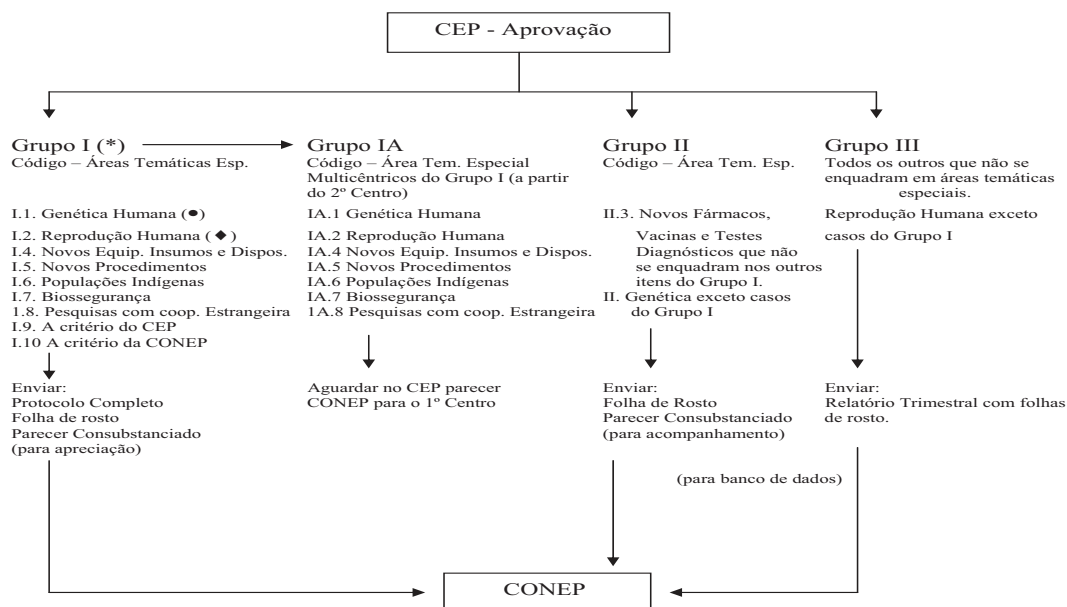 CEP - Aprovação
Grupo I (*)
Código – Áreas Temáticas Esp.
I.1. Genética Humana (●)
I.2. Reprodução Humana (◆)
I.4. Novos Equip. Insumos e Dispos.
I.5. Novos Procedimentos
I.6. Populações Indígenas
I.7. Biossegurança
1.8. Pesquisas com coop. Estrangeira
I.9. A critério do CEP
I.10 A critério da CONEP
Enviar:
Protocolo Completo
Folha de rosto
Parecer Consubstanciado
(para apreciação)
Grupo IA
Código – Área Tem. Especial
Multicêntricos do Grupo I (a partir
do 2º Centro)
IA.1 Genética Humana
IA.2 Reprodução Humana
IA.4 Novos Equip. Insumos e Dispos.
IA.5 Novos Procedimentos
IA.6 Populações Indígenas
IA.7 Biossegurança
1A.8 Pesquisas com coop. Estrangeira
Aguardar no CEP parecer
CONEP para o 1º Centro
Grupo II
Código – Área Tem. Esp.
II.3. Novos Fármacos,
Vacinas e Testes
Diagnósticos que não
se enquadram nos outros
itens do Grupo I.
II. Genética exceto casos
do Grupo I
Enviar:
Folha de Rosto
Parecer Consubstanciado
(para acompanhamento)
Grupo III
Todos os outros que não se
enquadram em áreas temáticas
especiais.
Reprodução Humana exceto
casos do Grupo I
Enviar:
Relatório Trimestral com folhas
de rosto.
(para banco de dados)
CONEP